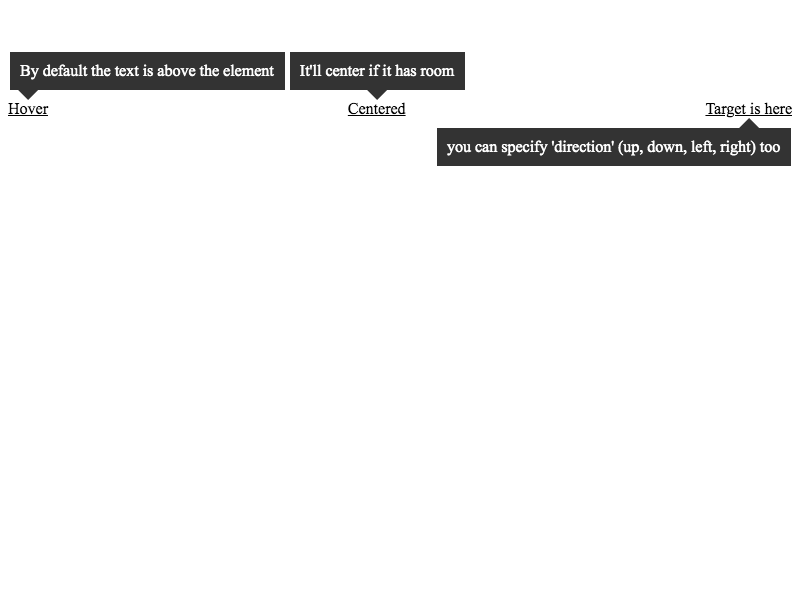 By default the text is above the element
It'll center if it has room
Hover
Centered
Target is here
you can specify 'direction' (up, down, left, right) too